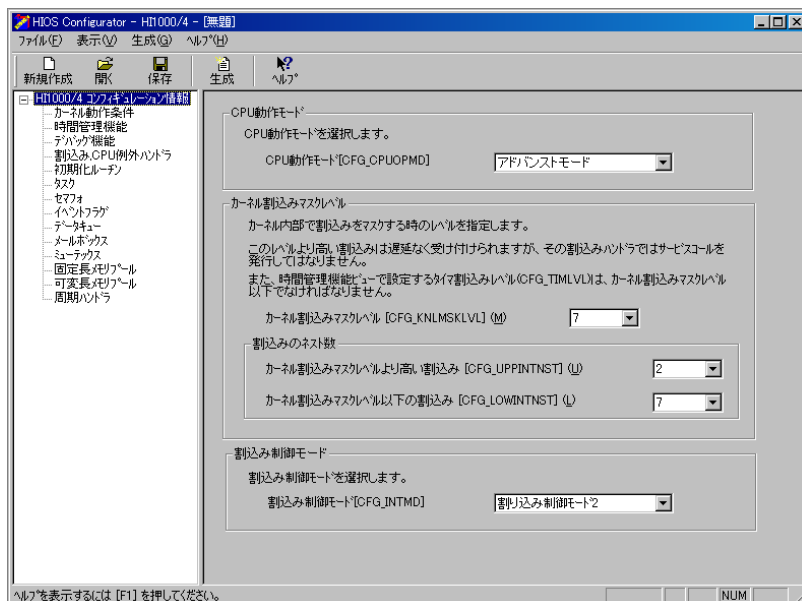 HIOS Configurator - HI1000/4 - [無題]
ファイル(F) 表示(V) 生成(G) ヘルプ(H)
新規作成 開く 保存 生成 ヘルプ
HI1000/4 コンフィギュレーション情報
カーネル動作条件
時間管理機能
デバッグ機能
割込み,CPU例外ハンドラ
初期化ルーチン
タスク
セマフォ
イベントフラグ
データキュー
メールボックス
ミューテックス
固定長メモリプール
可変長メモリプール
周期ハンドラ
CPU動作モード
CPU動作モードを選択します。
CPU動作モード[CFG_CPUOPMD] アドバンストモード
カーネル割込みマスクレベル
カーネル内部で割込みをマスクする時のレベルを指定します。
このレベルより高い割込みは遅延なく受け付けられますが、その割込みハンドラではサービスコールを
発行してはなりません。
また、時間管理機能ビューで設定するタイマ割込みレベル(CFG_TIMLVL)は、カーネル割込みマスクレベル
以下でなければなりません。
カーネル割込みマスクレベル [CFG_KNLMSKLVL] (M) 7
割込みのネスト数
カーネル割込みマスクレベルより高い割込み [CFG_UPPINTNST] (U) 2
カーネル割込みマスクレベル以下の割込み [CFG_LOWINTNST] (L) 7
割込み制御モード
割込み制御モードを選択します。
割込み制御モード[CFG_INTMD] 割り込み制御モード2
ヘルプを表示するには [F1] を押してください。 NUM